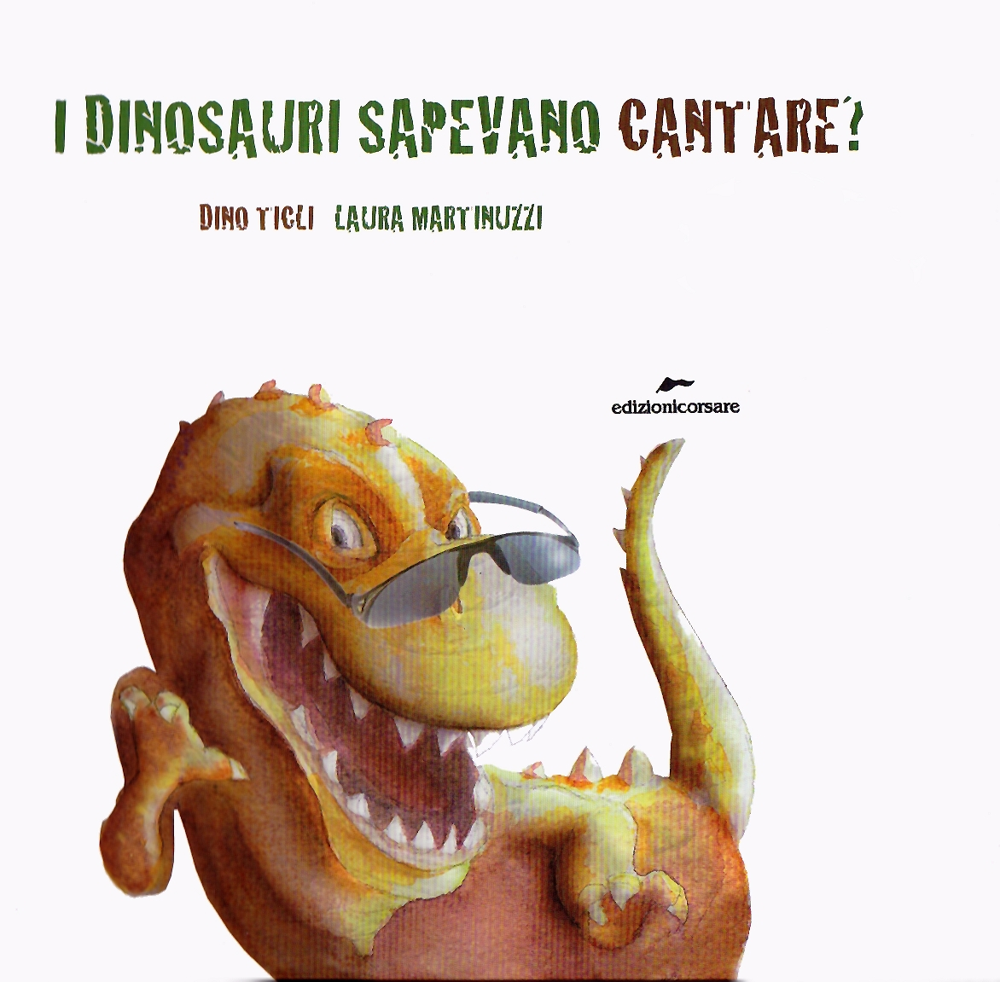 I DINOSAURI SAPEVANO CANTARE?
DINO TICLI LAURA MARTINUZZI
edizionicorsare